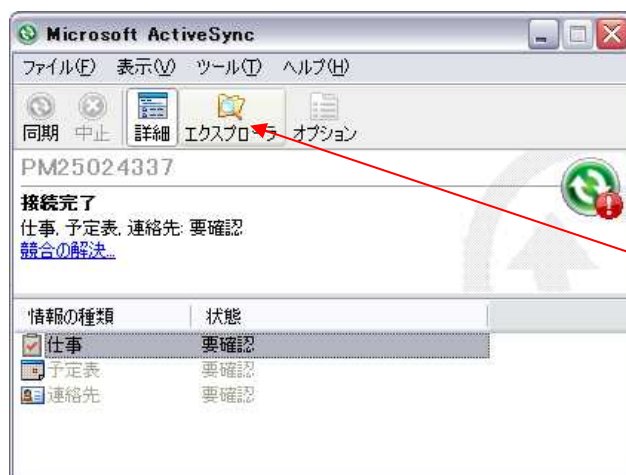 Microsoft ActiveSync
ファイル(F) 表示(V) ツール(T) ヘルプ(H)
同期 中止 詳細 エクスプローラ オプション
PM25024337
接続完了
仕事, 予定表, 連絡先: 要確認
競合の解決...
情報の種類 状態
仕事 要確認
予定表 要確認
連絡先 要確認